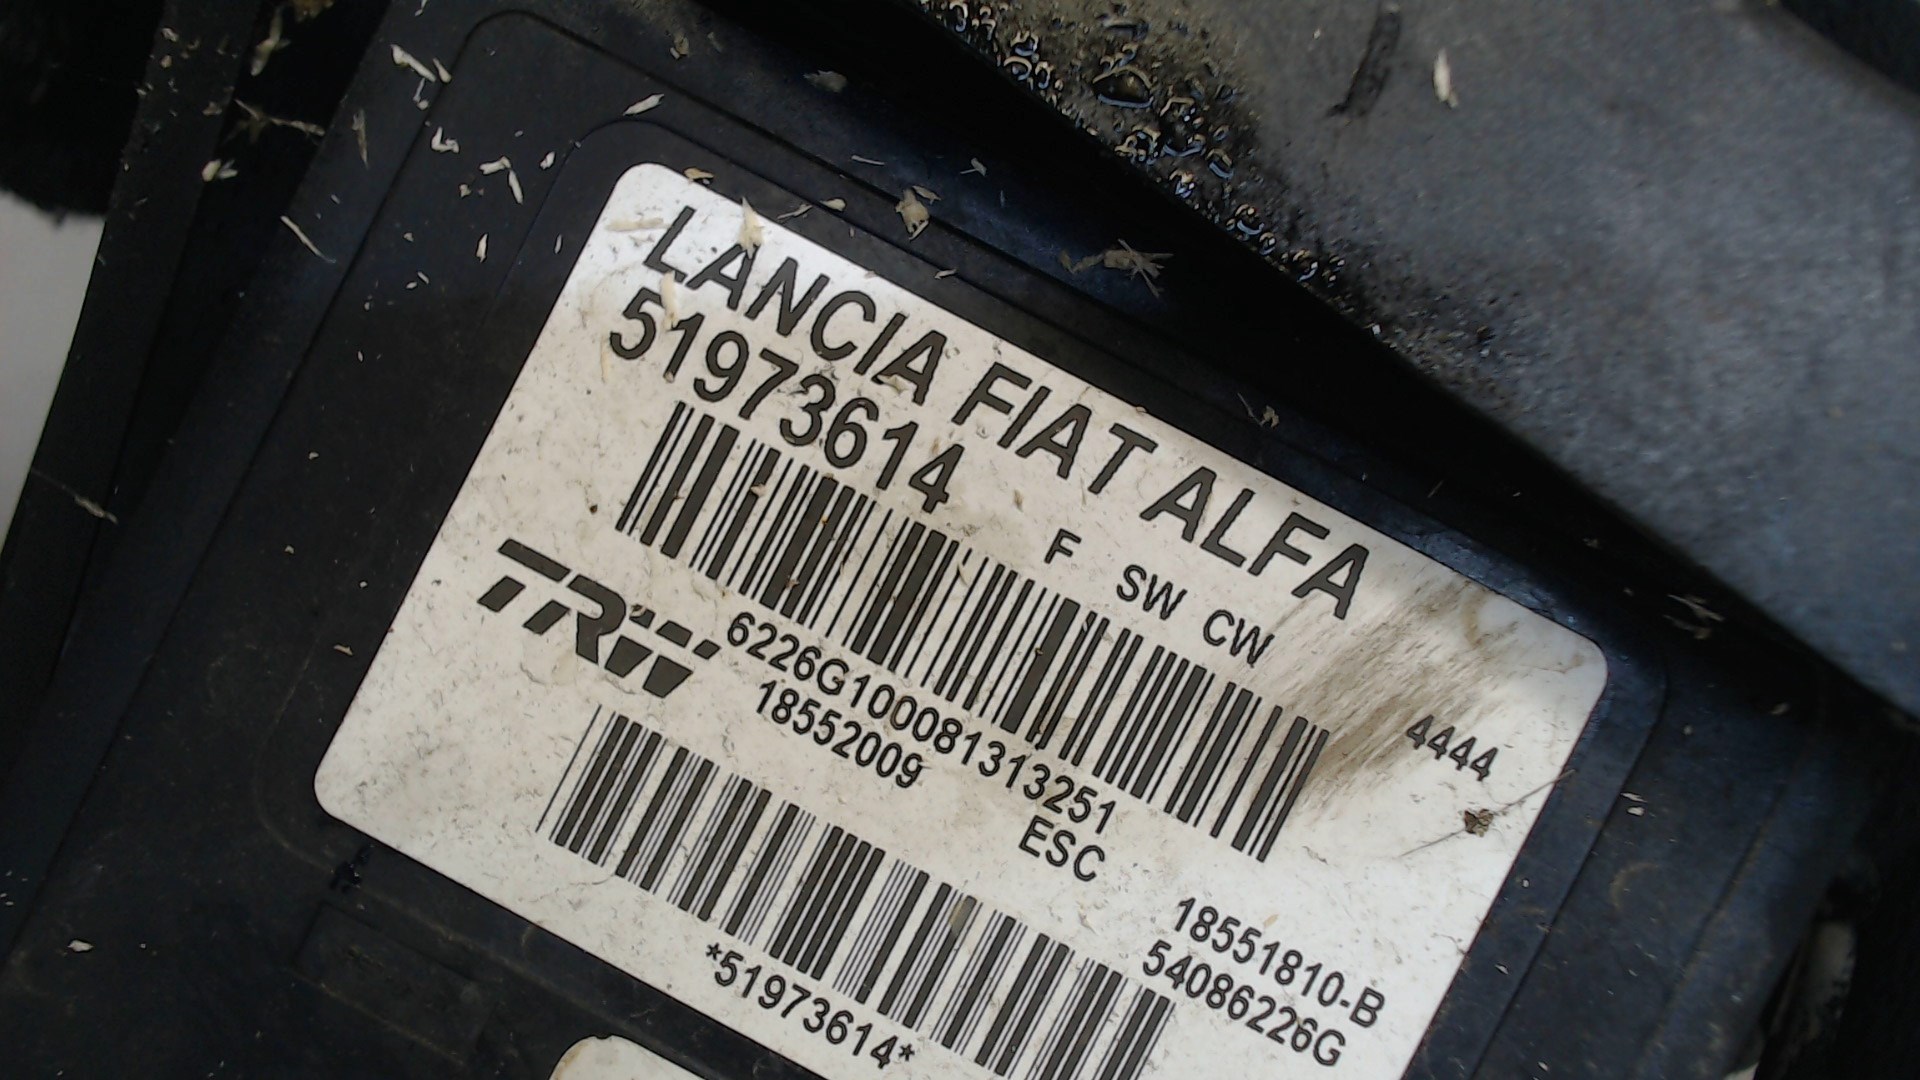 LANCIA FIAT ALFA
51973614
F SW CW
4444
TRW
6226G100081313251
18552009
ESC
18551810-B
54086226G
*51973614*